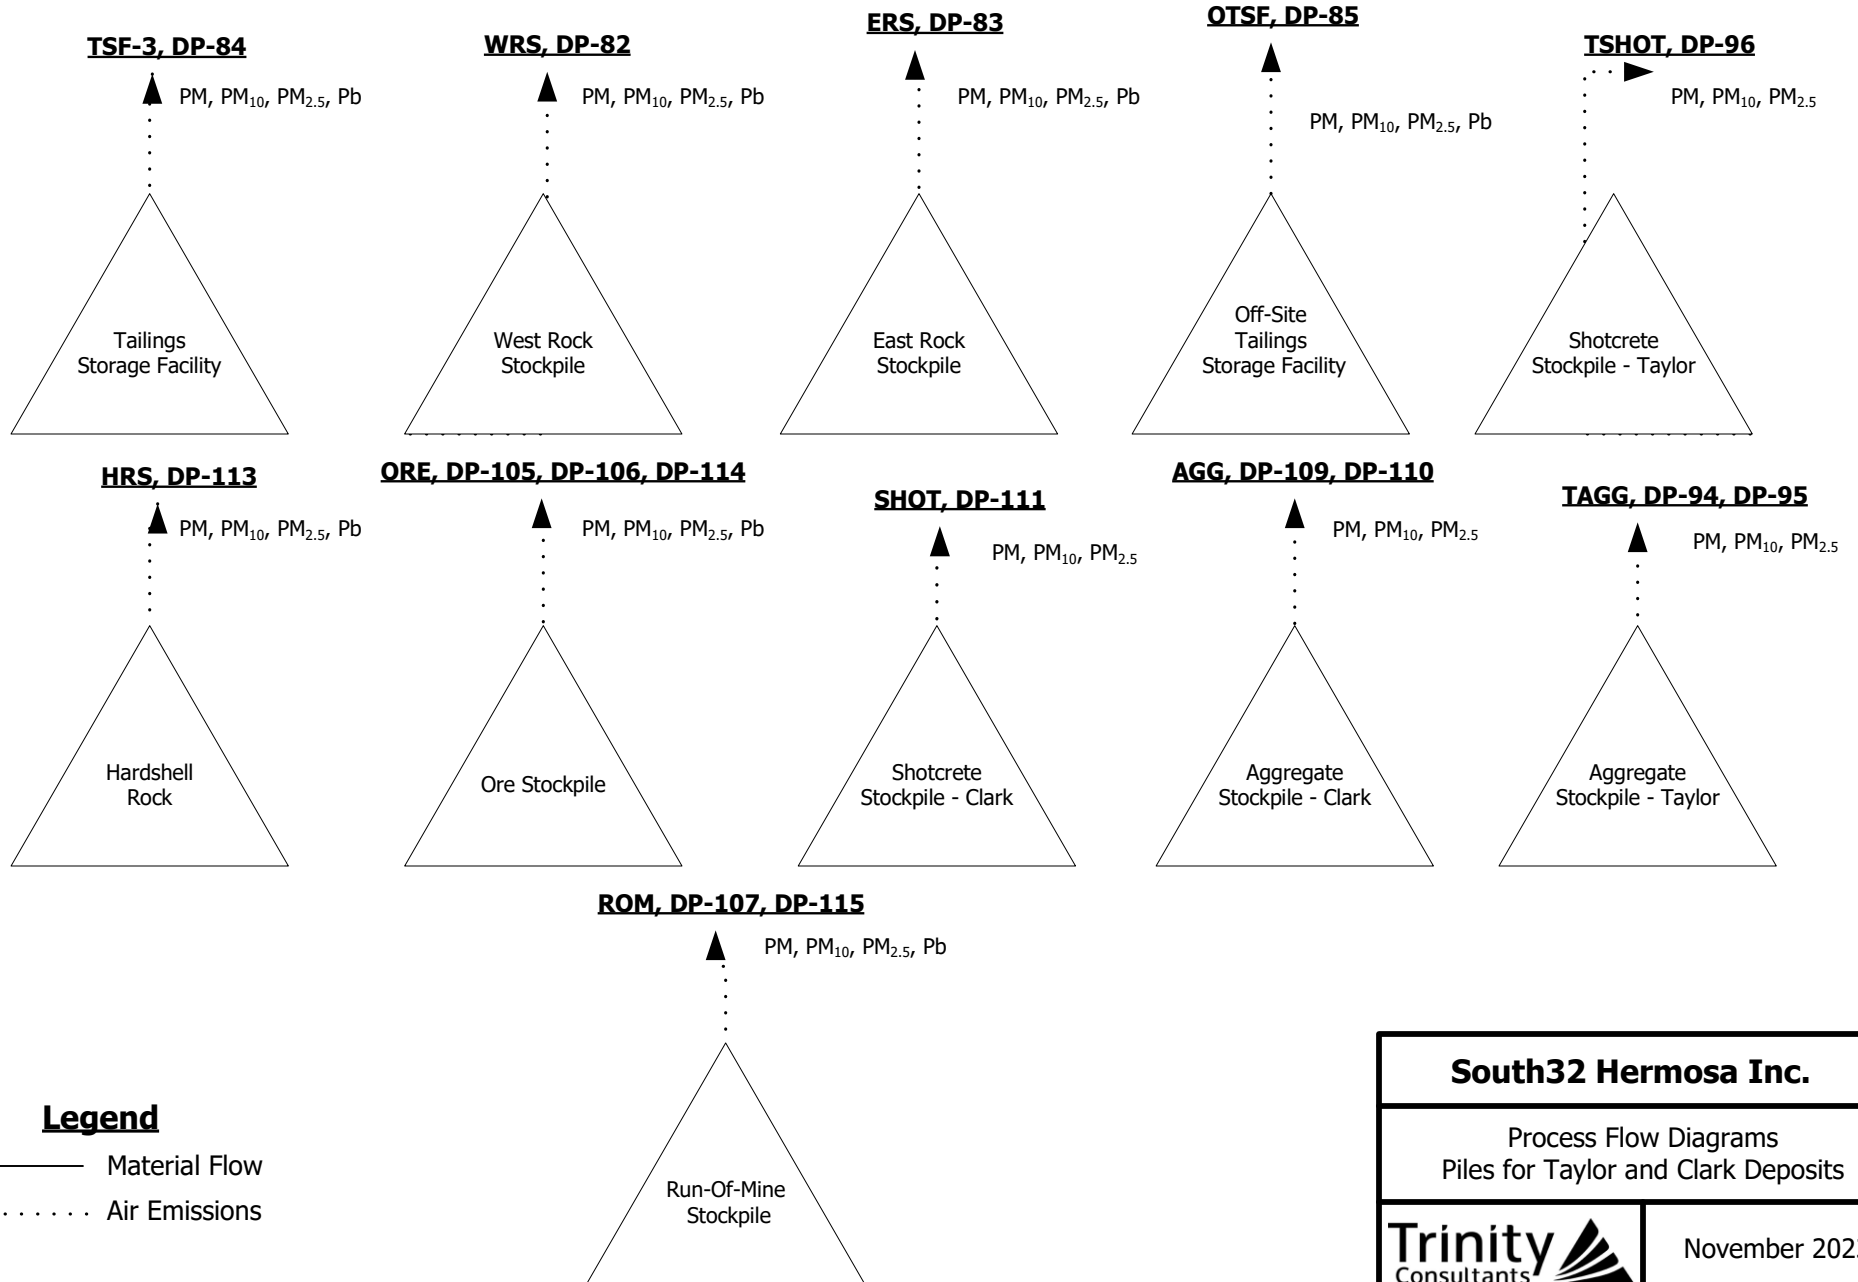 TSF-3, DP-84
PM, PM₁₀, PM₂.₅, Pb
Tailings
Storage Facility
WRS, DP-82
PM, PM₁₀, PM₂.₅, Pb
West Rock
Stockpile
ERS, DP-83
PM, PM₁₀, PM₂.₅, Pb
East Rock
Stockpile
OTSF, DP-85
PM, PM₁₀, PM₂.₅, Pb
Off-Site
Tailings
Storage Facility
TSHOT, DP-96
PM, PM₁₀, PM₂.₅
Shotcrete
Stockpile - Taylor
HRS, DP-113
PM, PM₁₀, PM₂.₅, Pb
Hardshell
Rock
ORE, DP-105, DP-106, DP-114
PM, PM₁₀, PM₂.₅, Pb
Ore Stockpile
SHOT, DP-111
PM, PM₁₀, PM₂.₅
Shotcrete
Stockpile - Clark
AGG, DP-109, DP-110
PM, PM₁₀, PM₂.₅
Aggregate
Stockpile - Clark
TAGG, DP-94, DP-95
PM, PM₁₀, PM₂.₅
Aggregate
Stockpile - Taylor
ROM, DP-107, DP-115
PM, PM₁₀, PM₂.₅, Pb
Run-Of-Mine
Stockpile
Legend
Material Flow
Air Emissions
South32 Hermosa Inc.
Process Flow Diagrams
Piles for Taylor and Clark Deposits
Trinity
Consultants
November